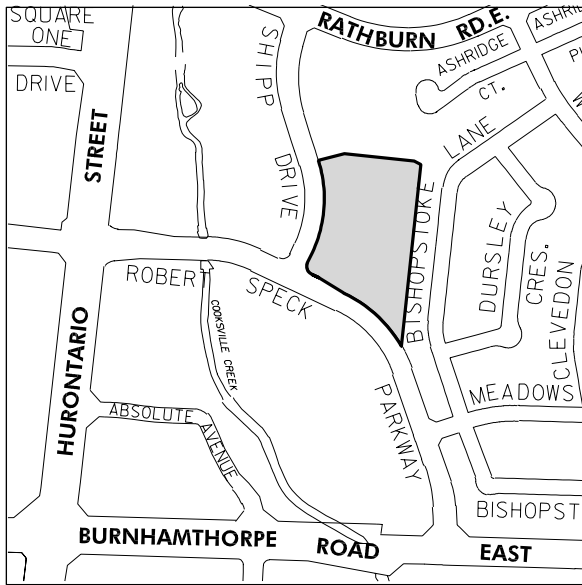 SQUARE
ONE
DRIVE
STREET
SHIPP
DRIVE
RATHBURN RD.E.
ASHRIDGE
CT.
LANE
BISHOPSTOKE
DURSLEY
CRES.
CLEVEDON
ROBERT
SPECK
PARKWAY
COOKSVILLE CREEK
HURONTARIO
ABSOLUTE
AVENUE
MEADOWS
BISHOPST
BURNHAMTHORPE ROAD EAST